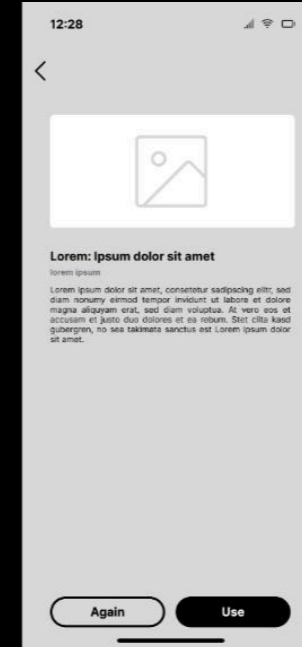 12:28
Lorem: Ipsum dolor sit amet
lorem ipsum
Lorem ipsum dolor sit amet, consetetur sadipscing elitr, sed
diam nonumy eirmod tempor invidunt ut labore et dolore
magna aliquyam erat, sed diam voluptua. At vero eos et
accusam et justo duo dolores et ea rebum. Stet clita kasd
gubergren, no sea takimata sanctus est Lorem ipsum dolor
sit amet.
Again
Use